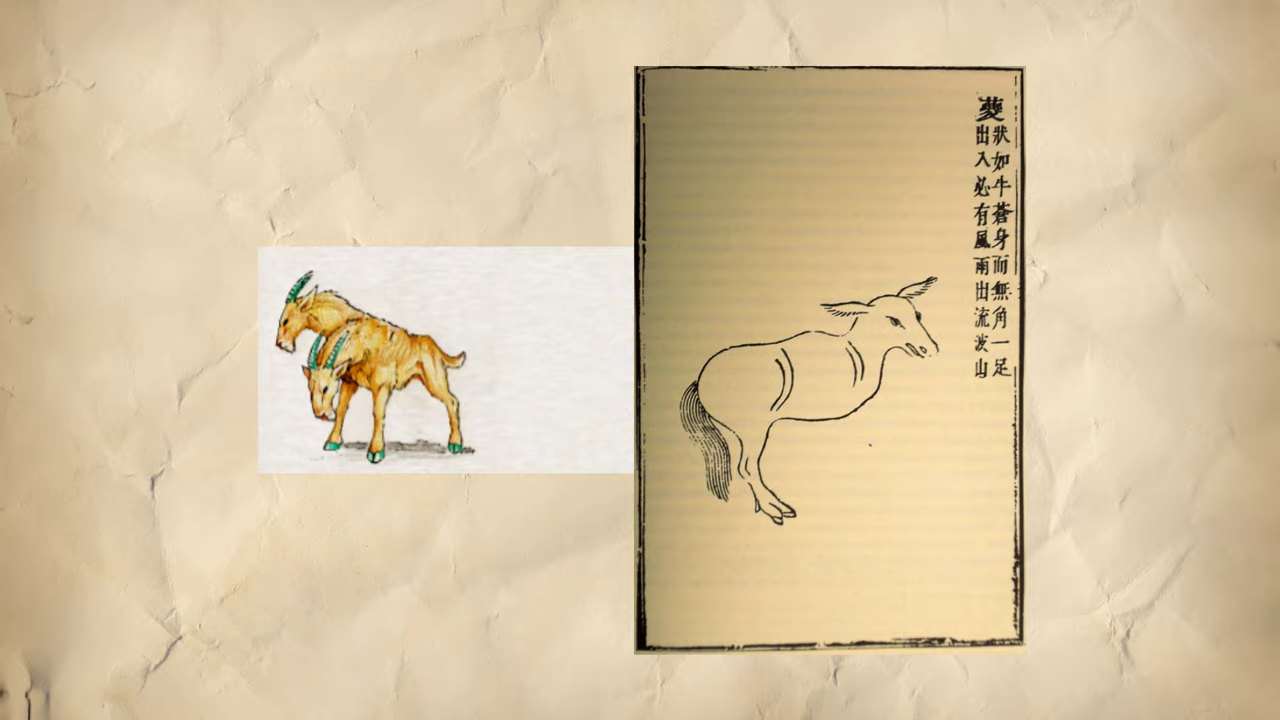 夔
狀如牛蒼身而無角一足
出入必有風雨出流波山